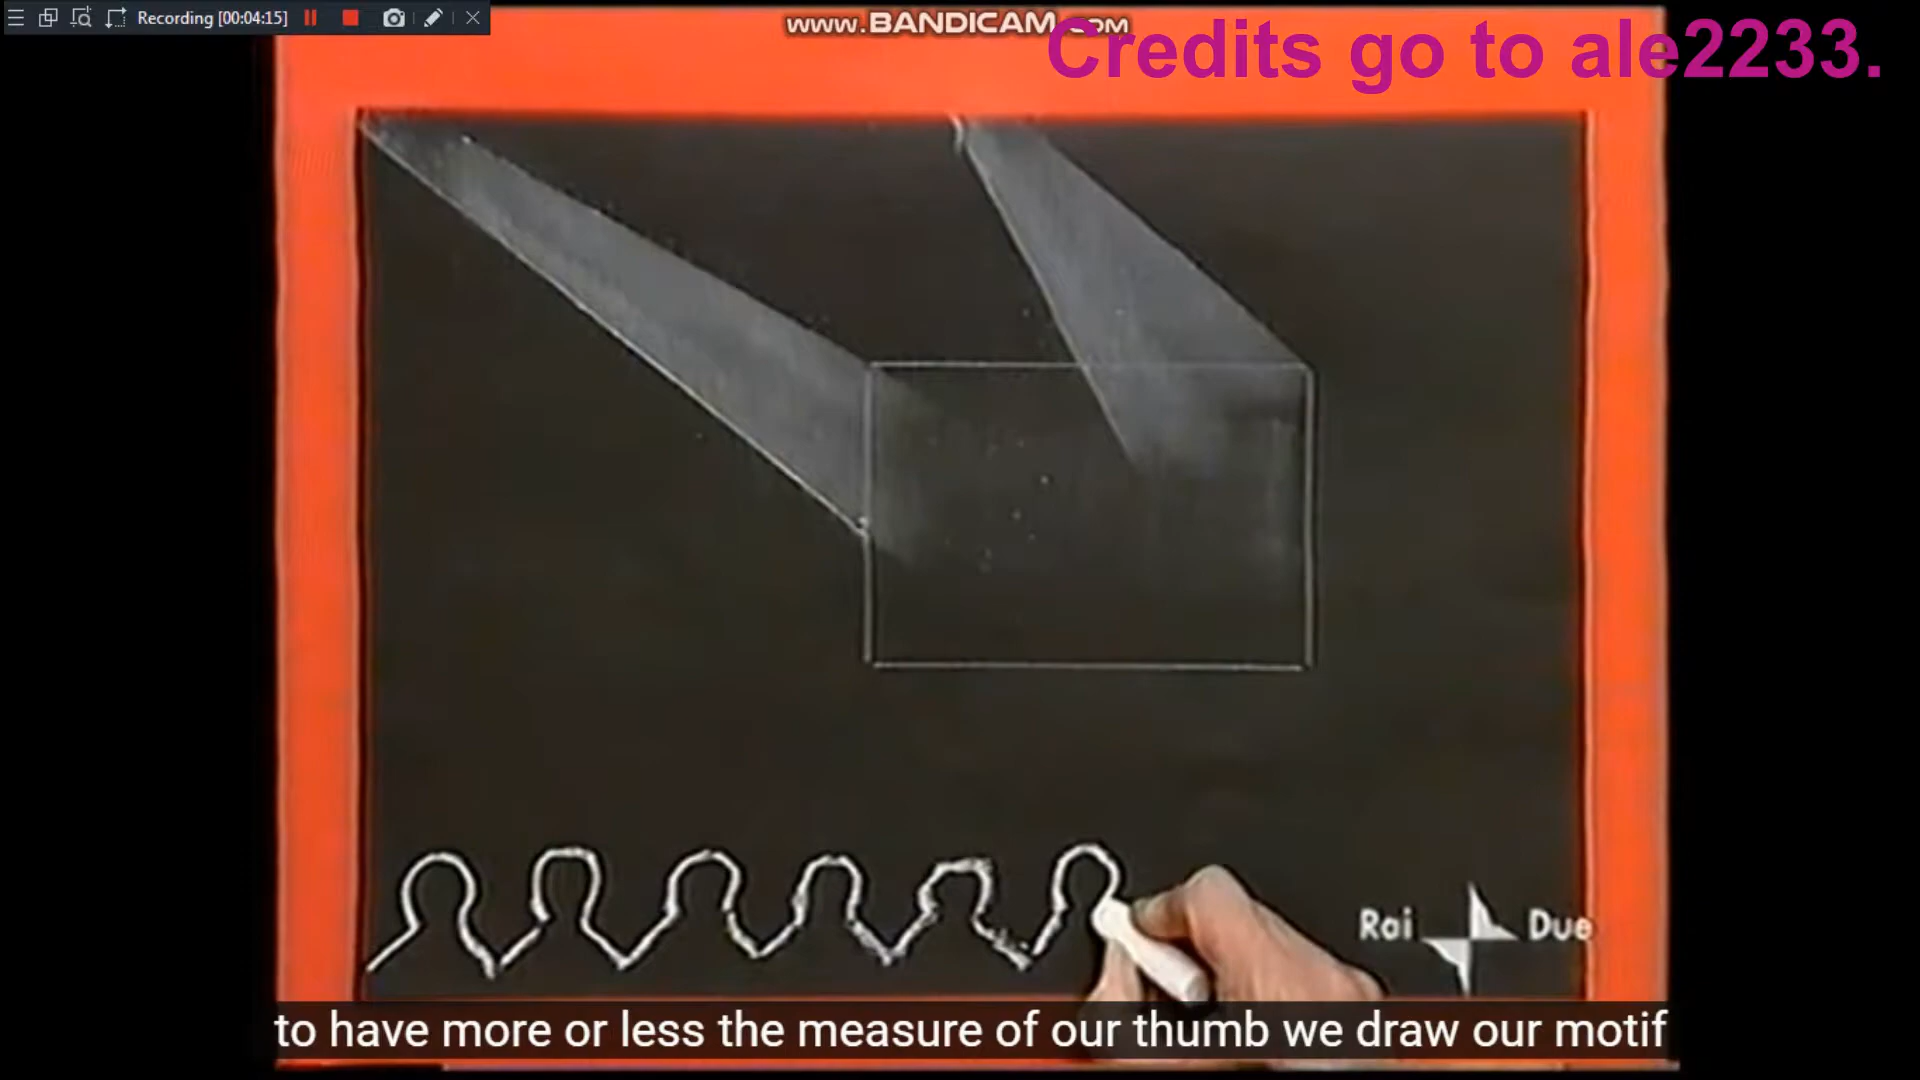 Recording [00:04:15]
www.BANDICAM.COM
Credits go to ale2233.
Rai Due
to have more or less the measure of our thumb we draw our motif